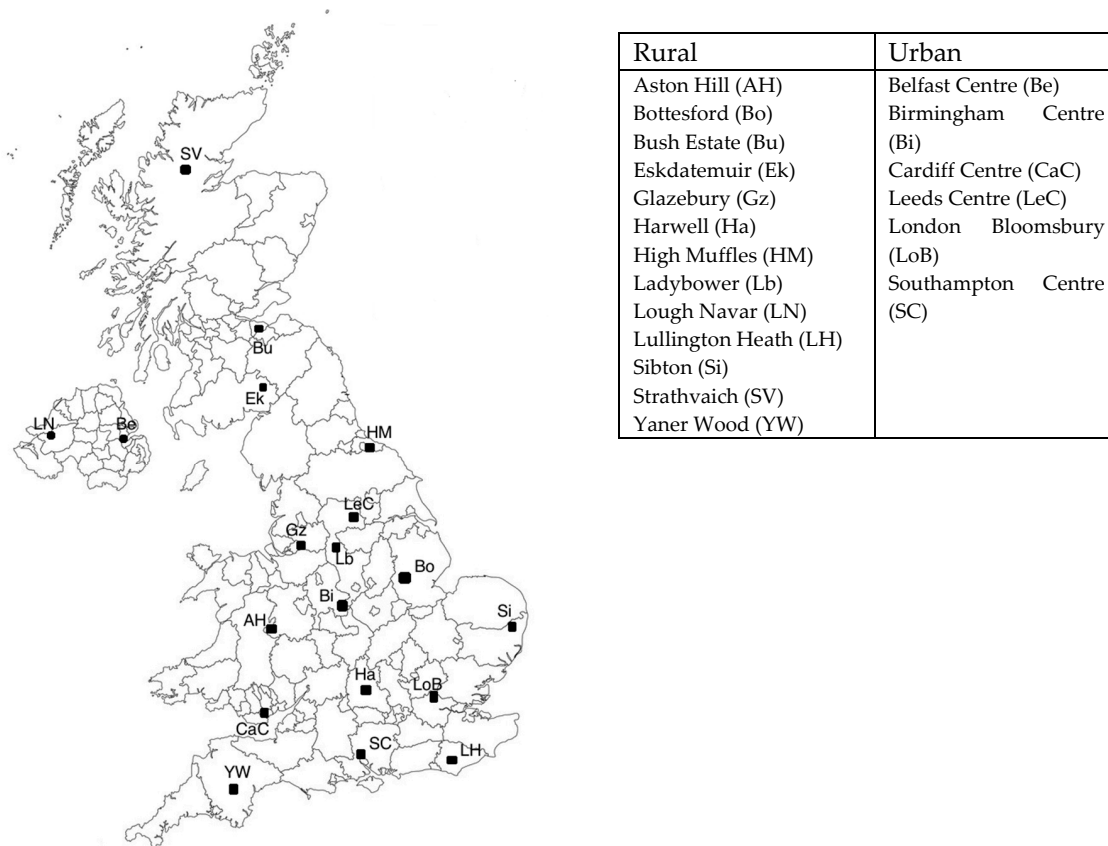 SV
Bu
Ek
LN
Be
HM
LeC
Gz
Lb
Bo
Bi
Si
AH
Ha
LoB
CaC
SC
LH
YW
Rural
Aston Hill (AH)
Bottesford (Bo)
Bush Estate (Bu)
Eskdatemuir (Ek)
Glazebury (Gz)
Harwell (Ha)
High Muffles (HM)
Ladybower (Lb)
Lough Navar (LN)
Lullington Heath (LH)
Sibton (Si)
Strathvaich (SV)
Yaner Wood (YW)
Urban
Belfast Centre (Be)
Birmingham Centre
(Bi)
Cardiff Centre (CaC)
Leeds Centre (LeC)
London Bloomsbury
(LoB)
Southampton Centre
(SC)